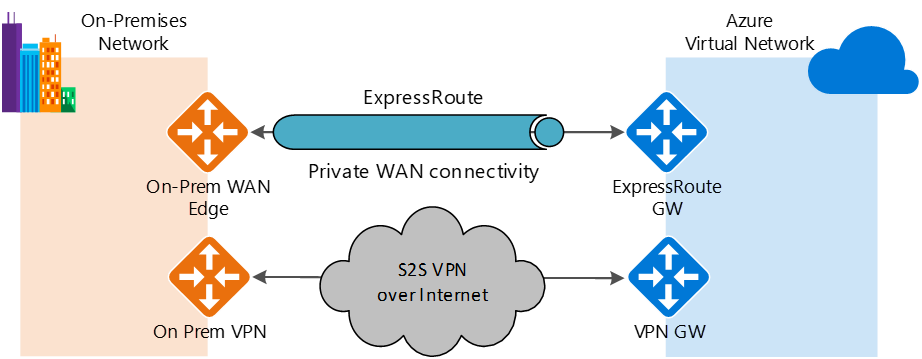 On-Premises
Network
Azure
Virtual Network
ExpressRoute
Private WAN connectivity
On-Prem WAN
Edge
ExpressRoute
GW
S2S VPN
over Internet
On Prem VPN
VPN GW